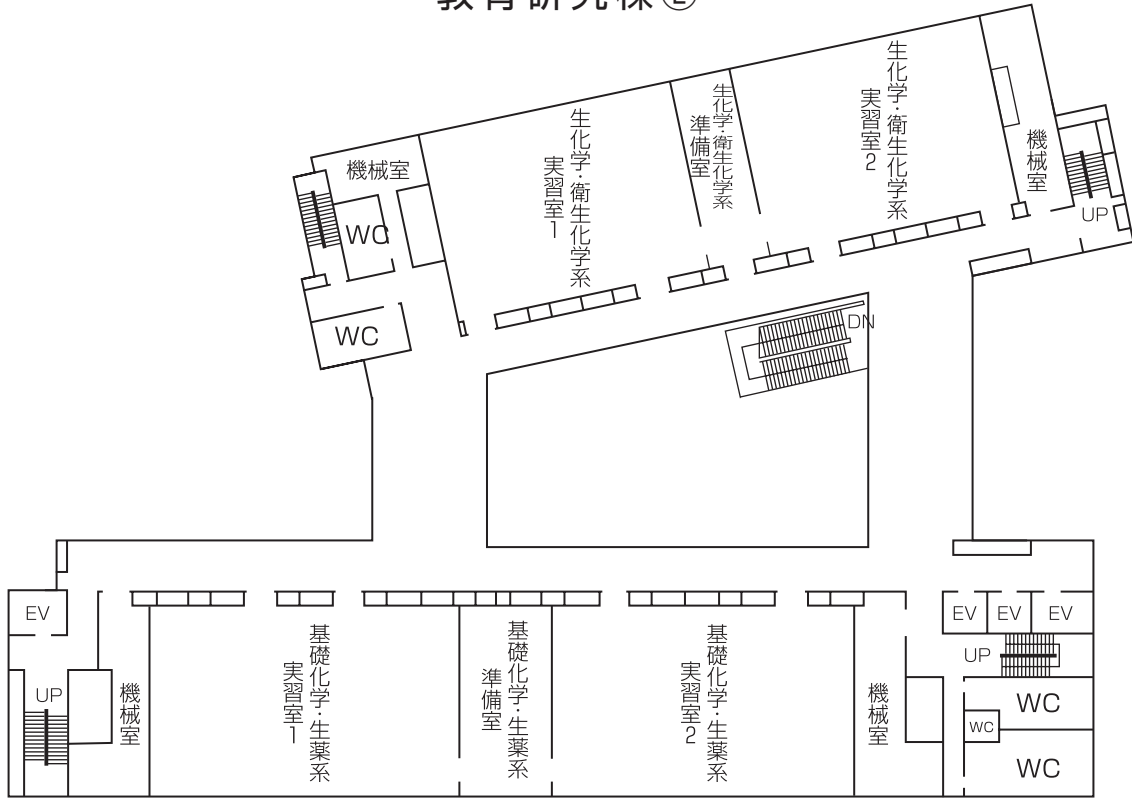 教育研究棟②
生化学・衛生化学系
実習室2
生化学・衛生化学系
準備室
生化学・衛生化学系
実習室1
機械室
機械室
WC
WC
UP
DN
EV
UP
機械室
基礎化学・生薬系
実習室1
基礎化学・生薬系
準備室
基礎化学・生薬系
実習室2
機械室
EV
EV
EV
UP
WC
WC
WC